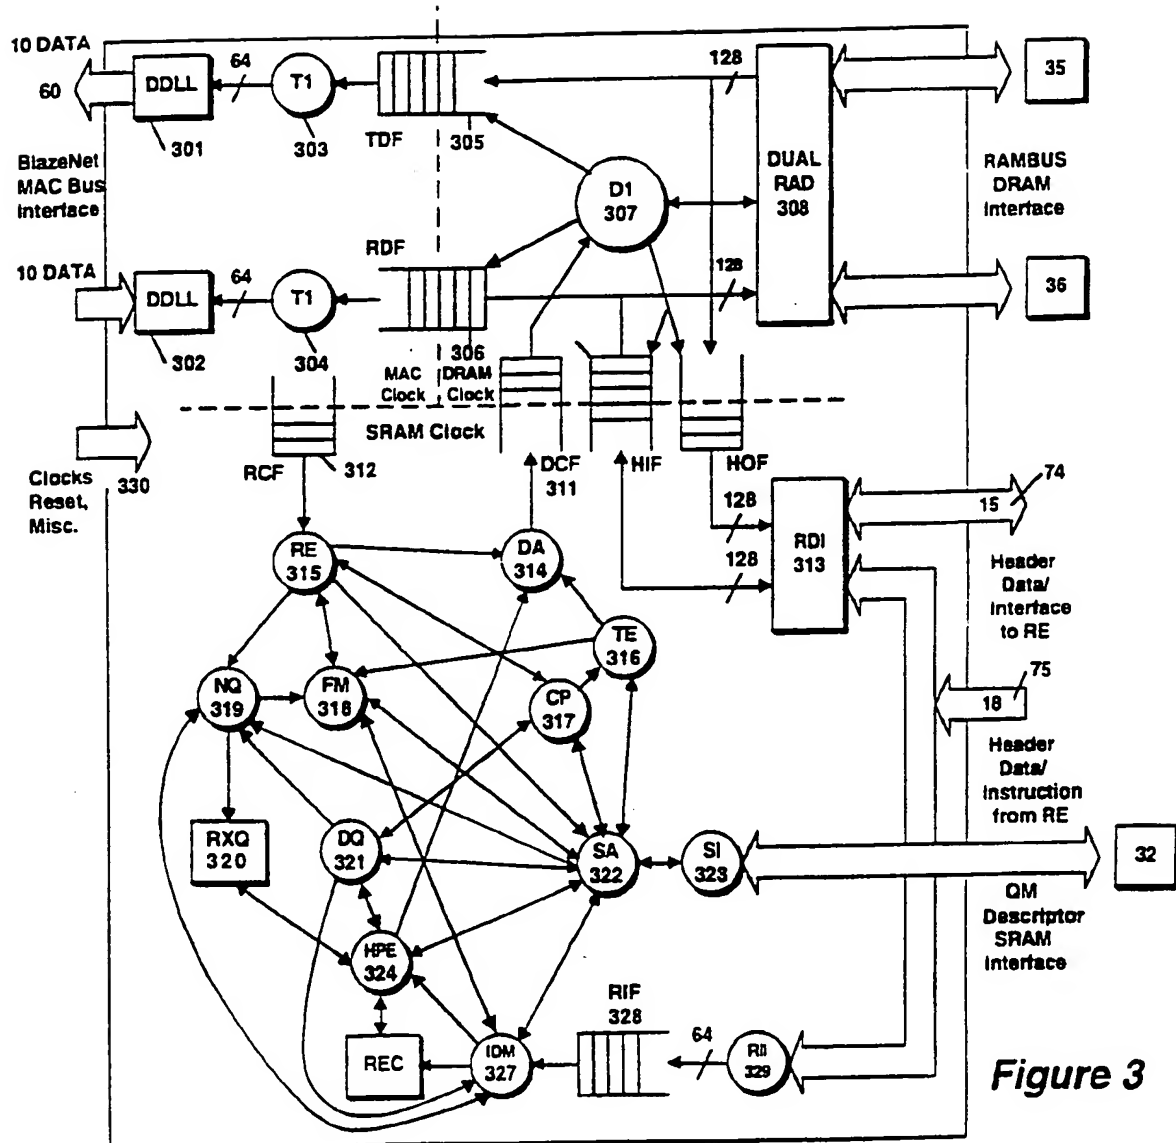 10 DATA
60
DDLL
301
64
T1
303
TDF
305
128
DUAL
RAD
308
35
BlazeNet
MAC Bus
Interface
D1
307
RAMBUS
DRAM
Interface
10 DATA
DDLL
302
64
T1
304
RDF
306
128
36
MAC
Clock
DRAM
Clock
SRAM Clock
Clocks
Reset,
Misc.
330
RCF
312
DCF
311
HIF
HOF
128
128
RDI
313
15
74
Header
Data/
Interface
to RE
RE
315
DA
314
TE
316
NQ
319
FM
318
CP
317
18
75
Header
Data/
Instruction
from RE
RXQ
320
DQ
321
SA
322
SI
323
32
QM
Descriptor
SRAM
Interface
HPE
324
REC
IDM
327
RIF
328
64
RII
329
Figure 3